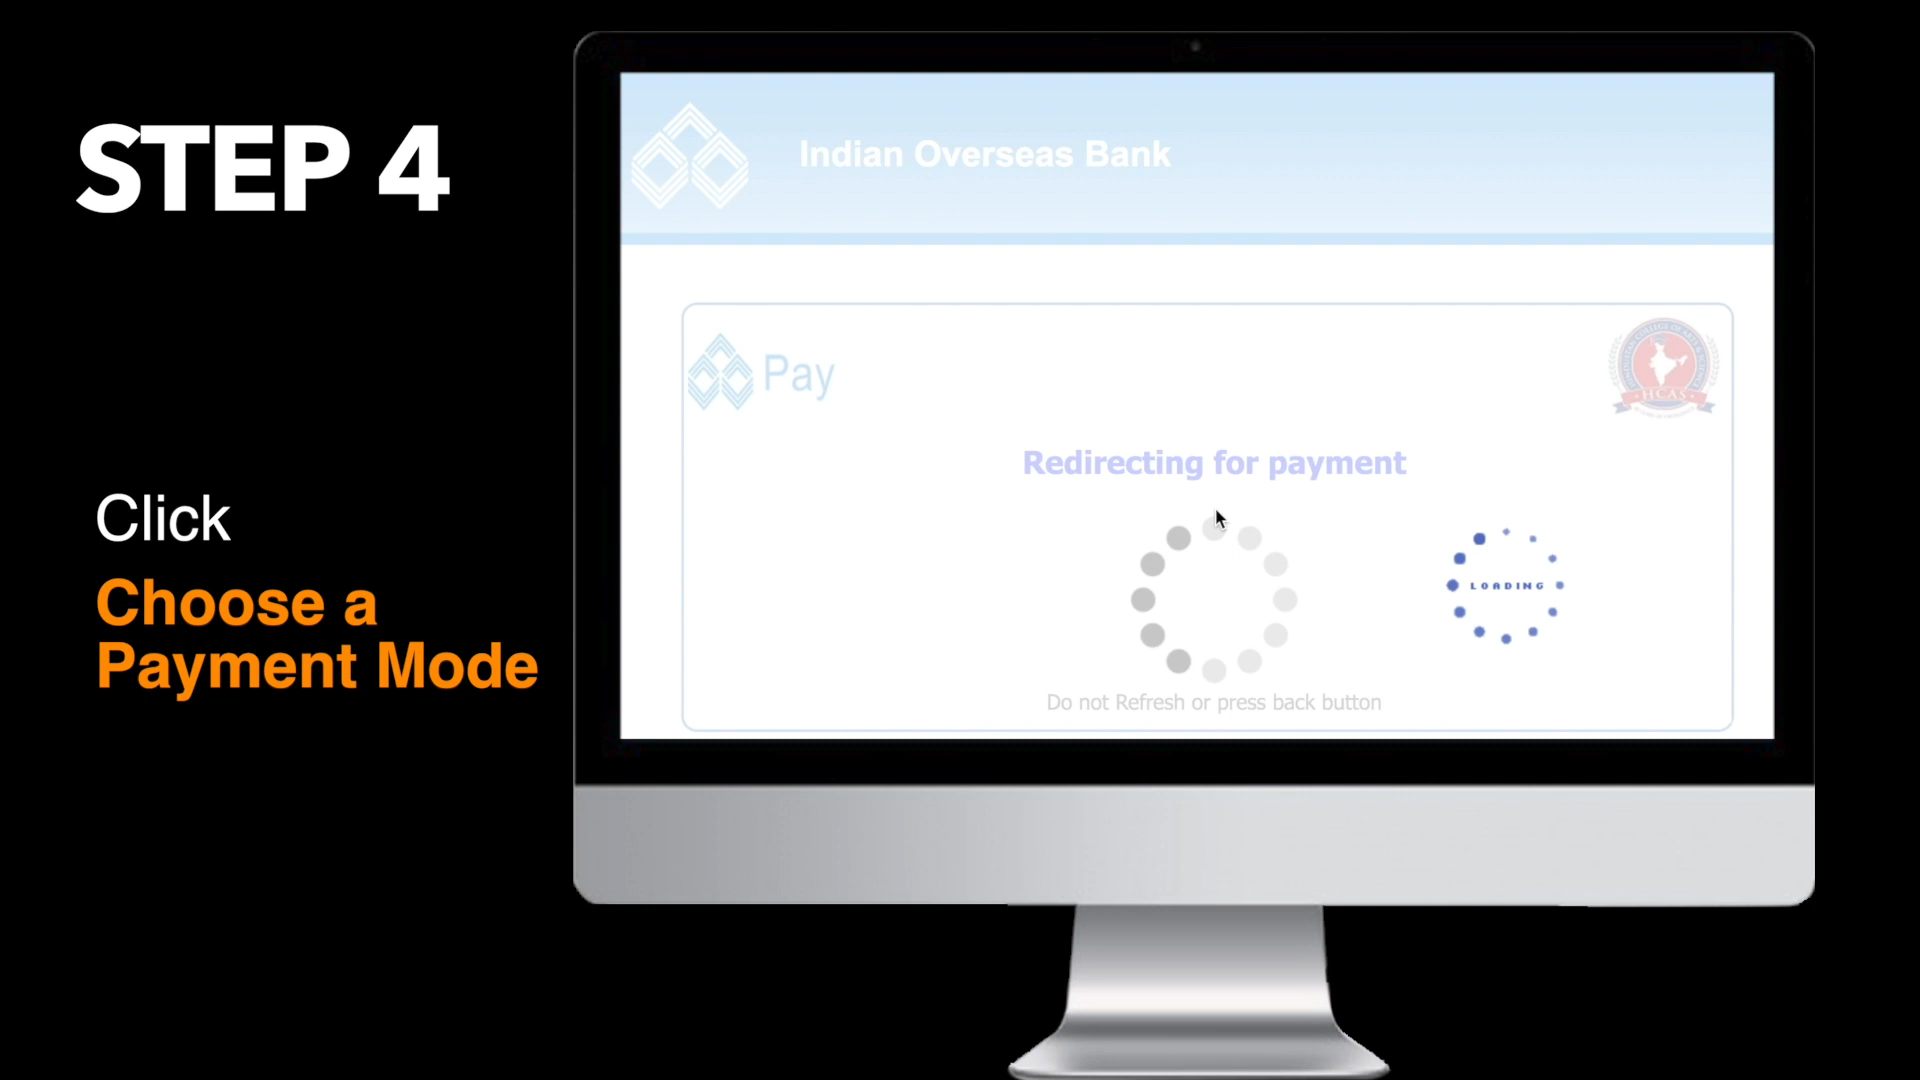 STEP 4
Click
Choose a
Payment Mode
Indian Overseas Bank
Pay
HCAS
Redirecting for payment
LOADING
Do not Refresh or press back button